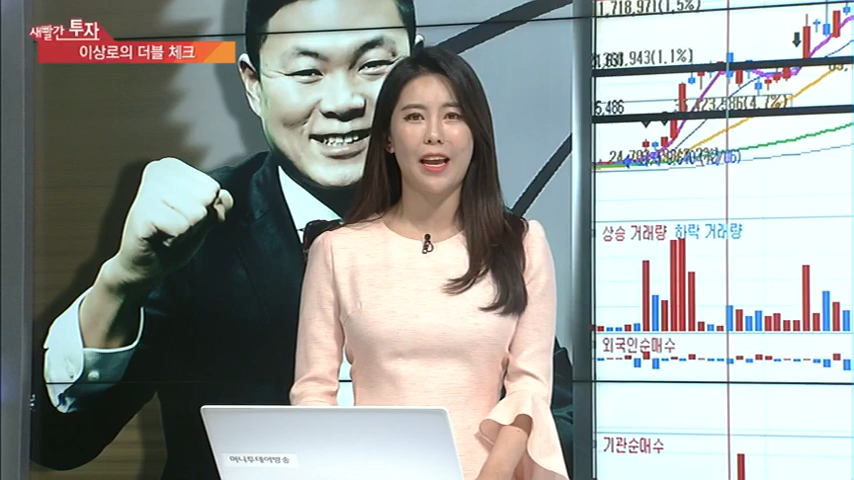 새빨간 투자
이상로의 더블 체크
1,718,971(1.5%)
.943(1.1%)
5,486
상승 거래량 하락 거래량
외국인순매수
기관순매수
머니투데이방송